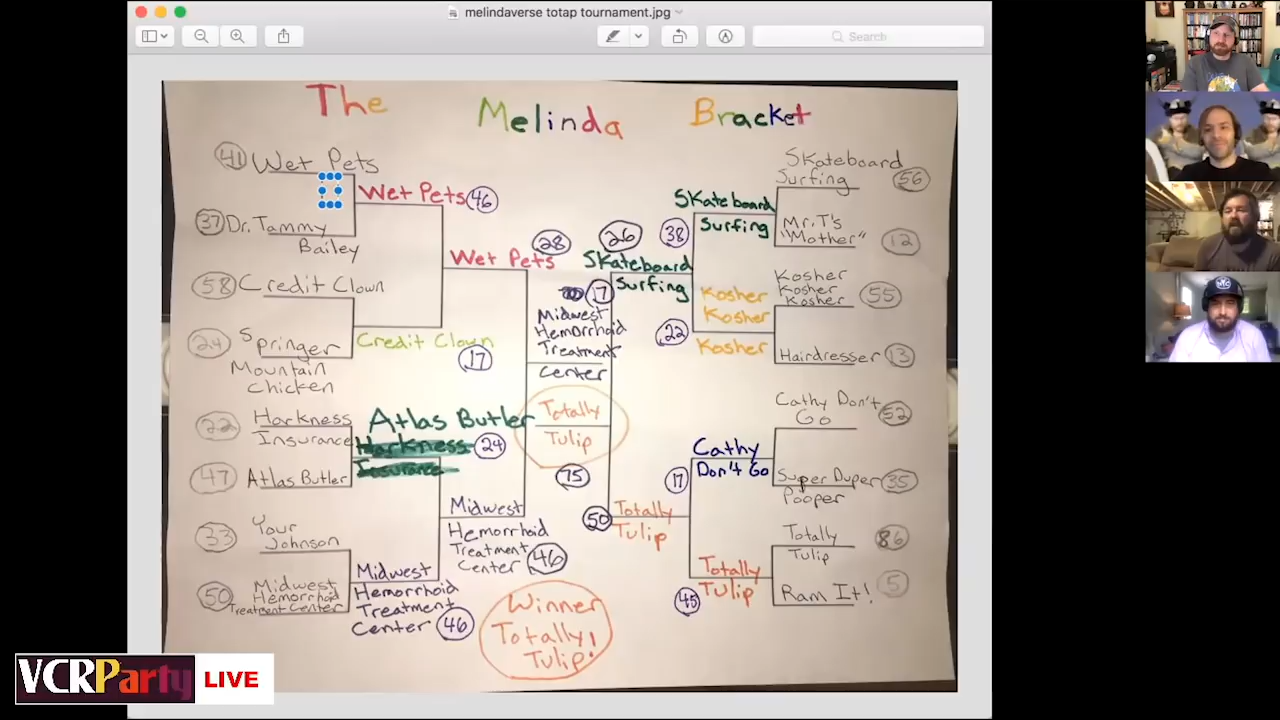 melindaverse totap tournament.jpg
Search
The Melinda Bracket
41 Wet Pets
37 Dr. Tammy
Bailey
58 Credit Clown
24 Springer
Mountain
Chicken
22 Harkness
Insurance
47 Atlas Butler
33 Your
Johnson
50 Midwest
Hemorrhoid
Treatment Center
Wet Pets 46
Credit Clown
17
Atlas Butler
Harkness 24
Insurance
Midwest
Hemorrhoid
Treatment
Center 46
28
Wet Pets
Midwest
Hemorrhoid
Treatment
Center 46
17
Midwest
Hemorrhoid
Treatment
Center
Totally
Tulip
75
Winner
Totally!
Tulip!
26
Skateboard
Surfing
50 Totally
Tulip
Skateboard
38 Surfing
Kosher
Kosher
22
Kosher
Cathy
17 Don't Go
Totally
45 Tulip
Skateboard
Surfing 56
Mr. T's
"Mother" 12
Kosher
Kosher
Kosher 55
Hairdresser 13
Cathy Don't
Go 52
Super Duper 35
Pooper
Totally
Tulip 86
Ram It! 5
NYC
VCRParty LIVE